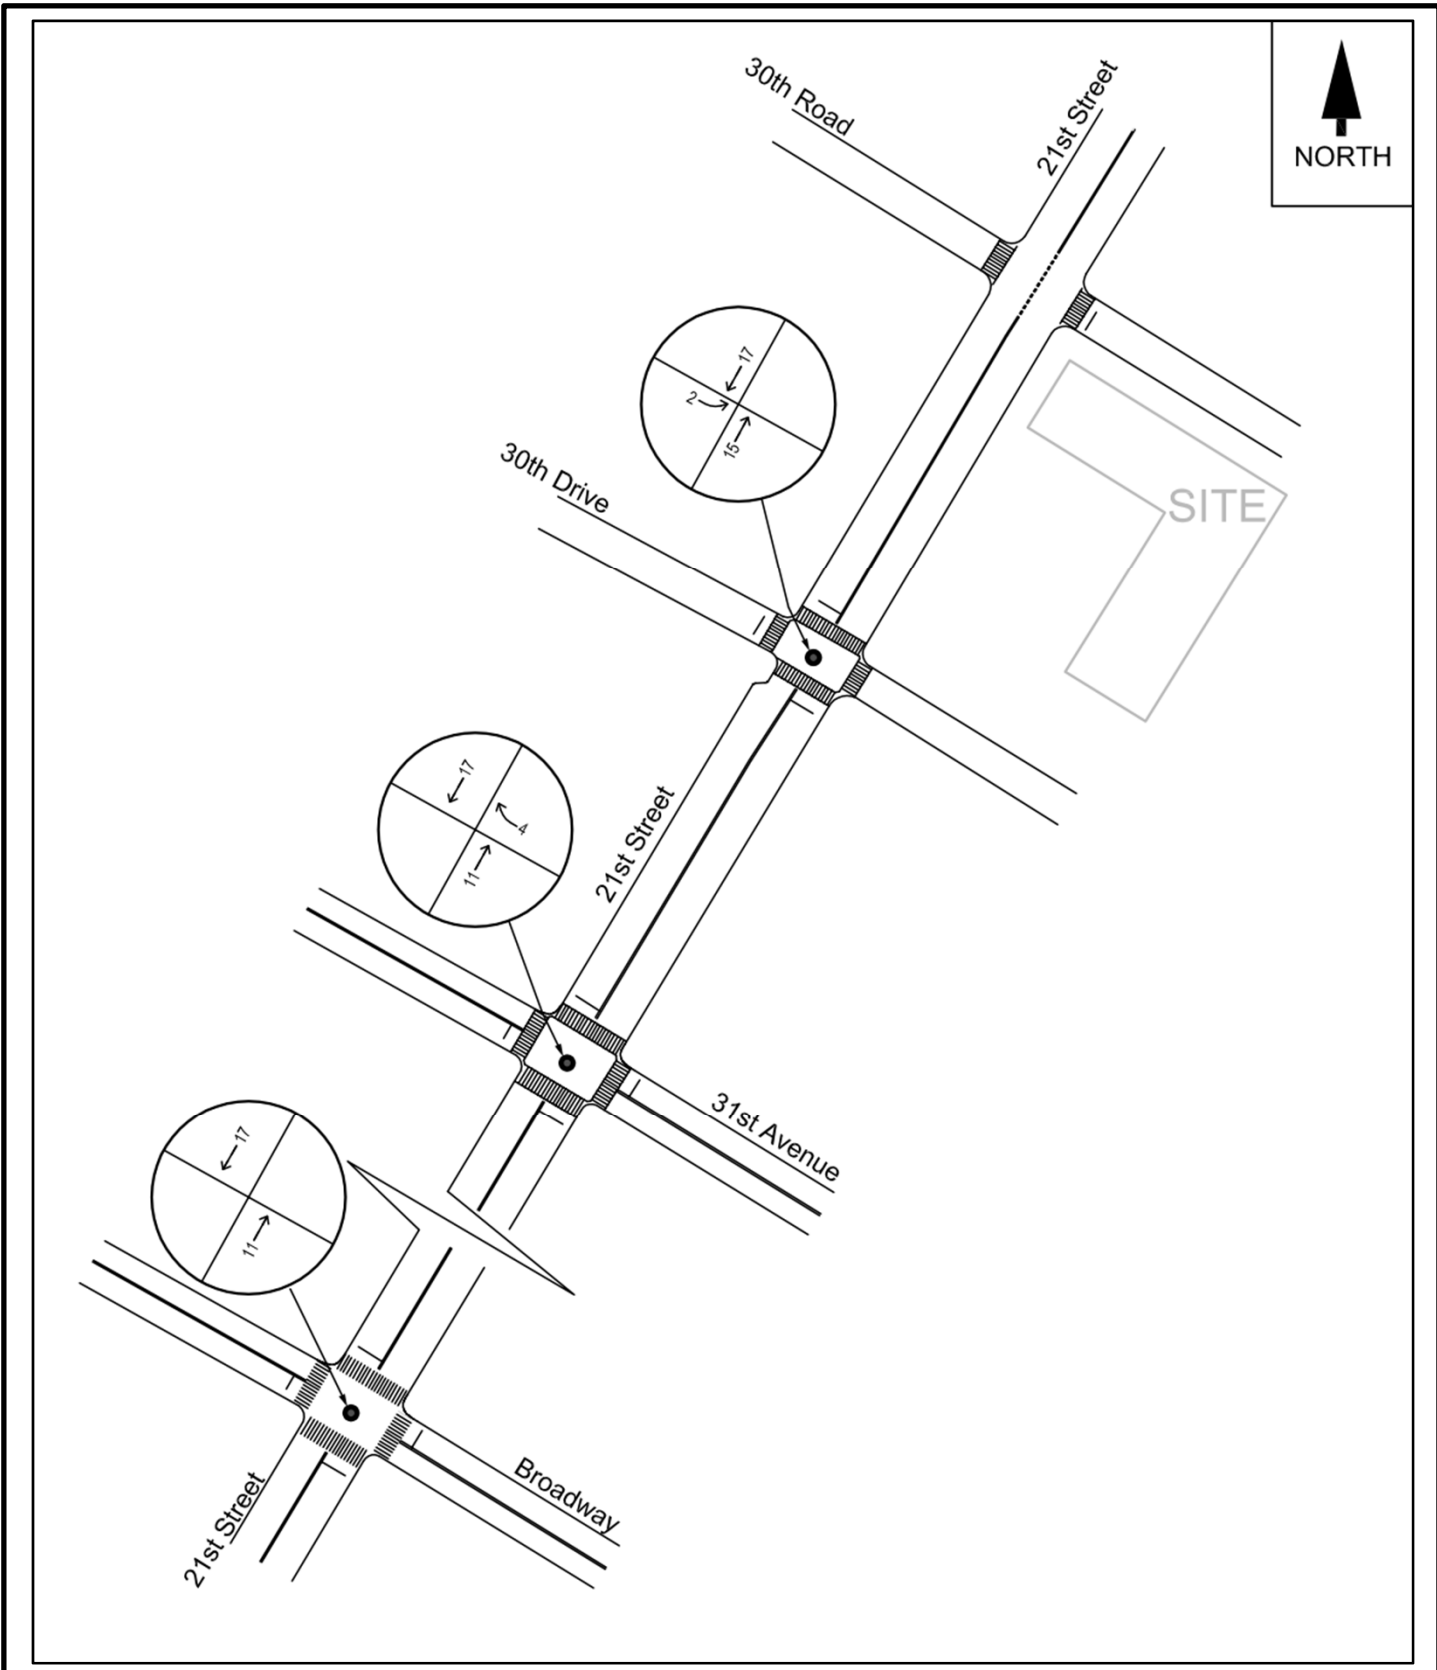 30th Road
21st Street
N
NORTH
17
2
15
30th Drive
SITE
17
4
11
21st Street
31st Avenue
17
11
Broadway
21st Street